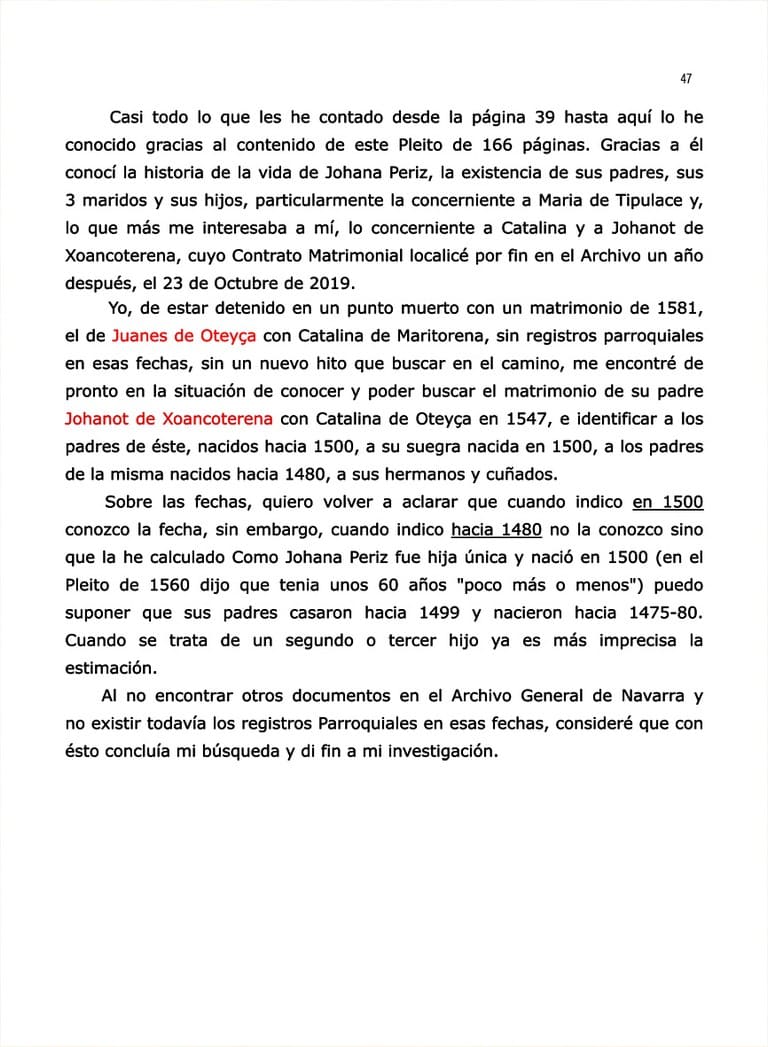 47
Casi todo lo que les he contado desde la página 39 hasta aquí lo he
conocido gracias al contenido de este Pleito de 166 páginas. Gracias a él
conocí la historia de la vida de Johana Periz, la existencia de sus padres, sus
3 maridos y sus hijos, particularmente la concerniente a Maria de Tipulace y,
lo que más me interesaba a mí, lo concerniente a Catalina y a Johanot de
Xoancoterena, cuyo Contrato Matrimonial localicé por fin en el Archivo un año
después, el 23 de Octubre de 2019.
Yo, de estar detenido en un punto muerto con un matrimonio de 1581,
el de Juanes de Oteyça con Catalina de Maritorena, sin registros parroquiales
en esas fechas, sin un nuevo hito que buscar en el camino, me encontré de
pronto en la situación de conocer y poder buscar el matrimonio de su padre
Johanot de Xoancoterena con Catalina de Oteyça en 1547, e identificar a los
padres de éste, nacidos hacia 1500, a su suegra nacida en 1500, a los padres
de la misma nacidos hacia 1480, a sus hermanos y cuñados.
Sobre las fechas, quiero volver a aclarar que cuando indico en 1500
conozco la fecha, sin embargo, cuando indico hacia 1480 no la conozco sino
que la he calculado Como Johana Periz fue hija única y nació en 1500 (en el
Pleito de 1560 dijo que tenia unos 60 años "poco más o menos") puedo
suponer que sus padres casaron hacia 1499 y nacieron hacia 1475-80.
Cuando se trata de un segundo o tercer hijo ya es más imprecisa la
estimación.
Al no encontrar otros documentos en el Archivo General de Navarra y
no existir todavía los registros Parroquiales en esas fechas, consideré que con
ésto concluía mi búsqueda y di fin a mi investigación.